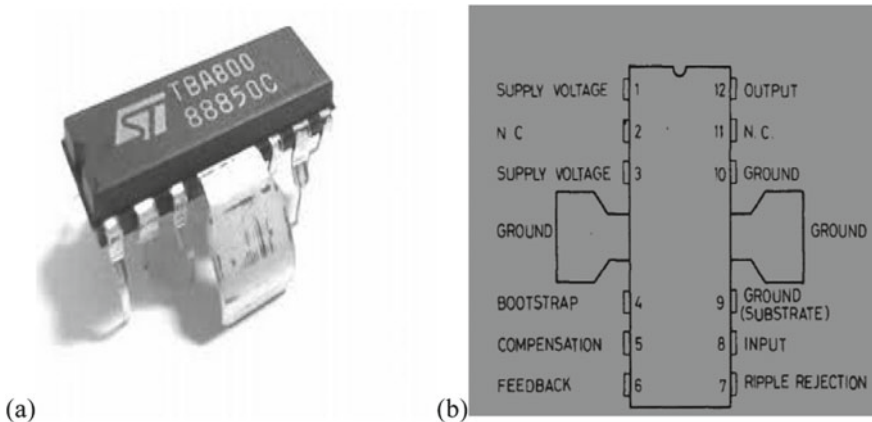 ST TBA800
88850C
(a)
SUPPLY VOLTAGE 1 12 OUTPUT
N C 2 11 N.C.
SUPPLY VOLTAGE 3 10 GROUND
GROUND GROUND
BOOTSTRAP 4 9 GROUND
(SUBSTRATE)
COMPENSATION 5 8 INPUT
FEEDBACK 6 7 RIPPLE REJECTION
(b)